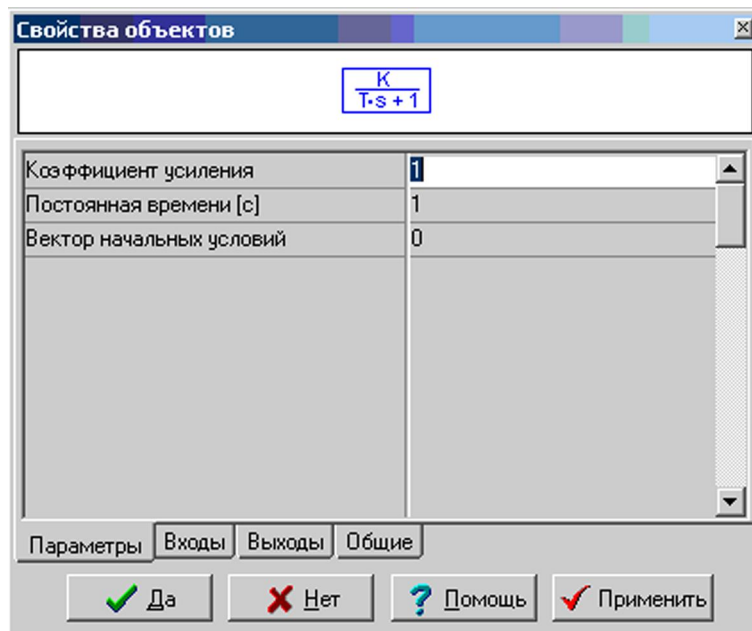 Свойства объектов
K
T·s + 1
Коэффициент усиления 1
Постоянная времени [с] 1
Вектор начальных условий 0
Параметры Входы Выходы Общие
Да Нет Помощь Применить